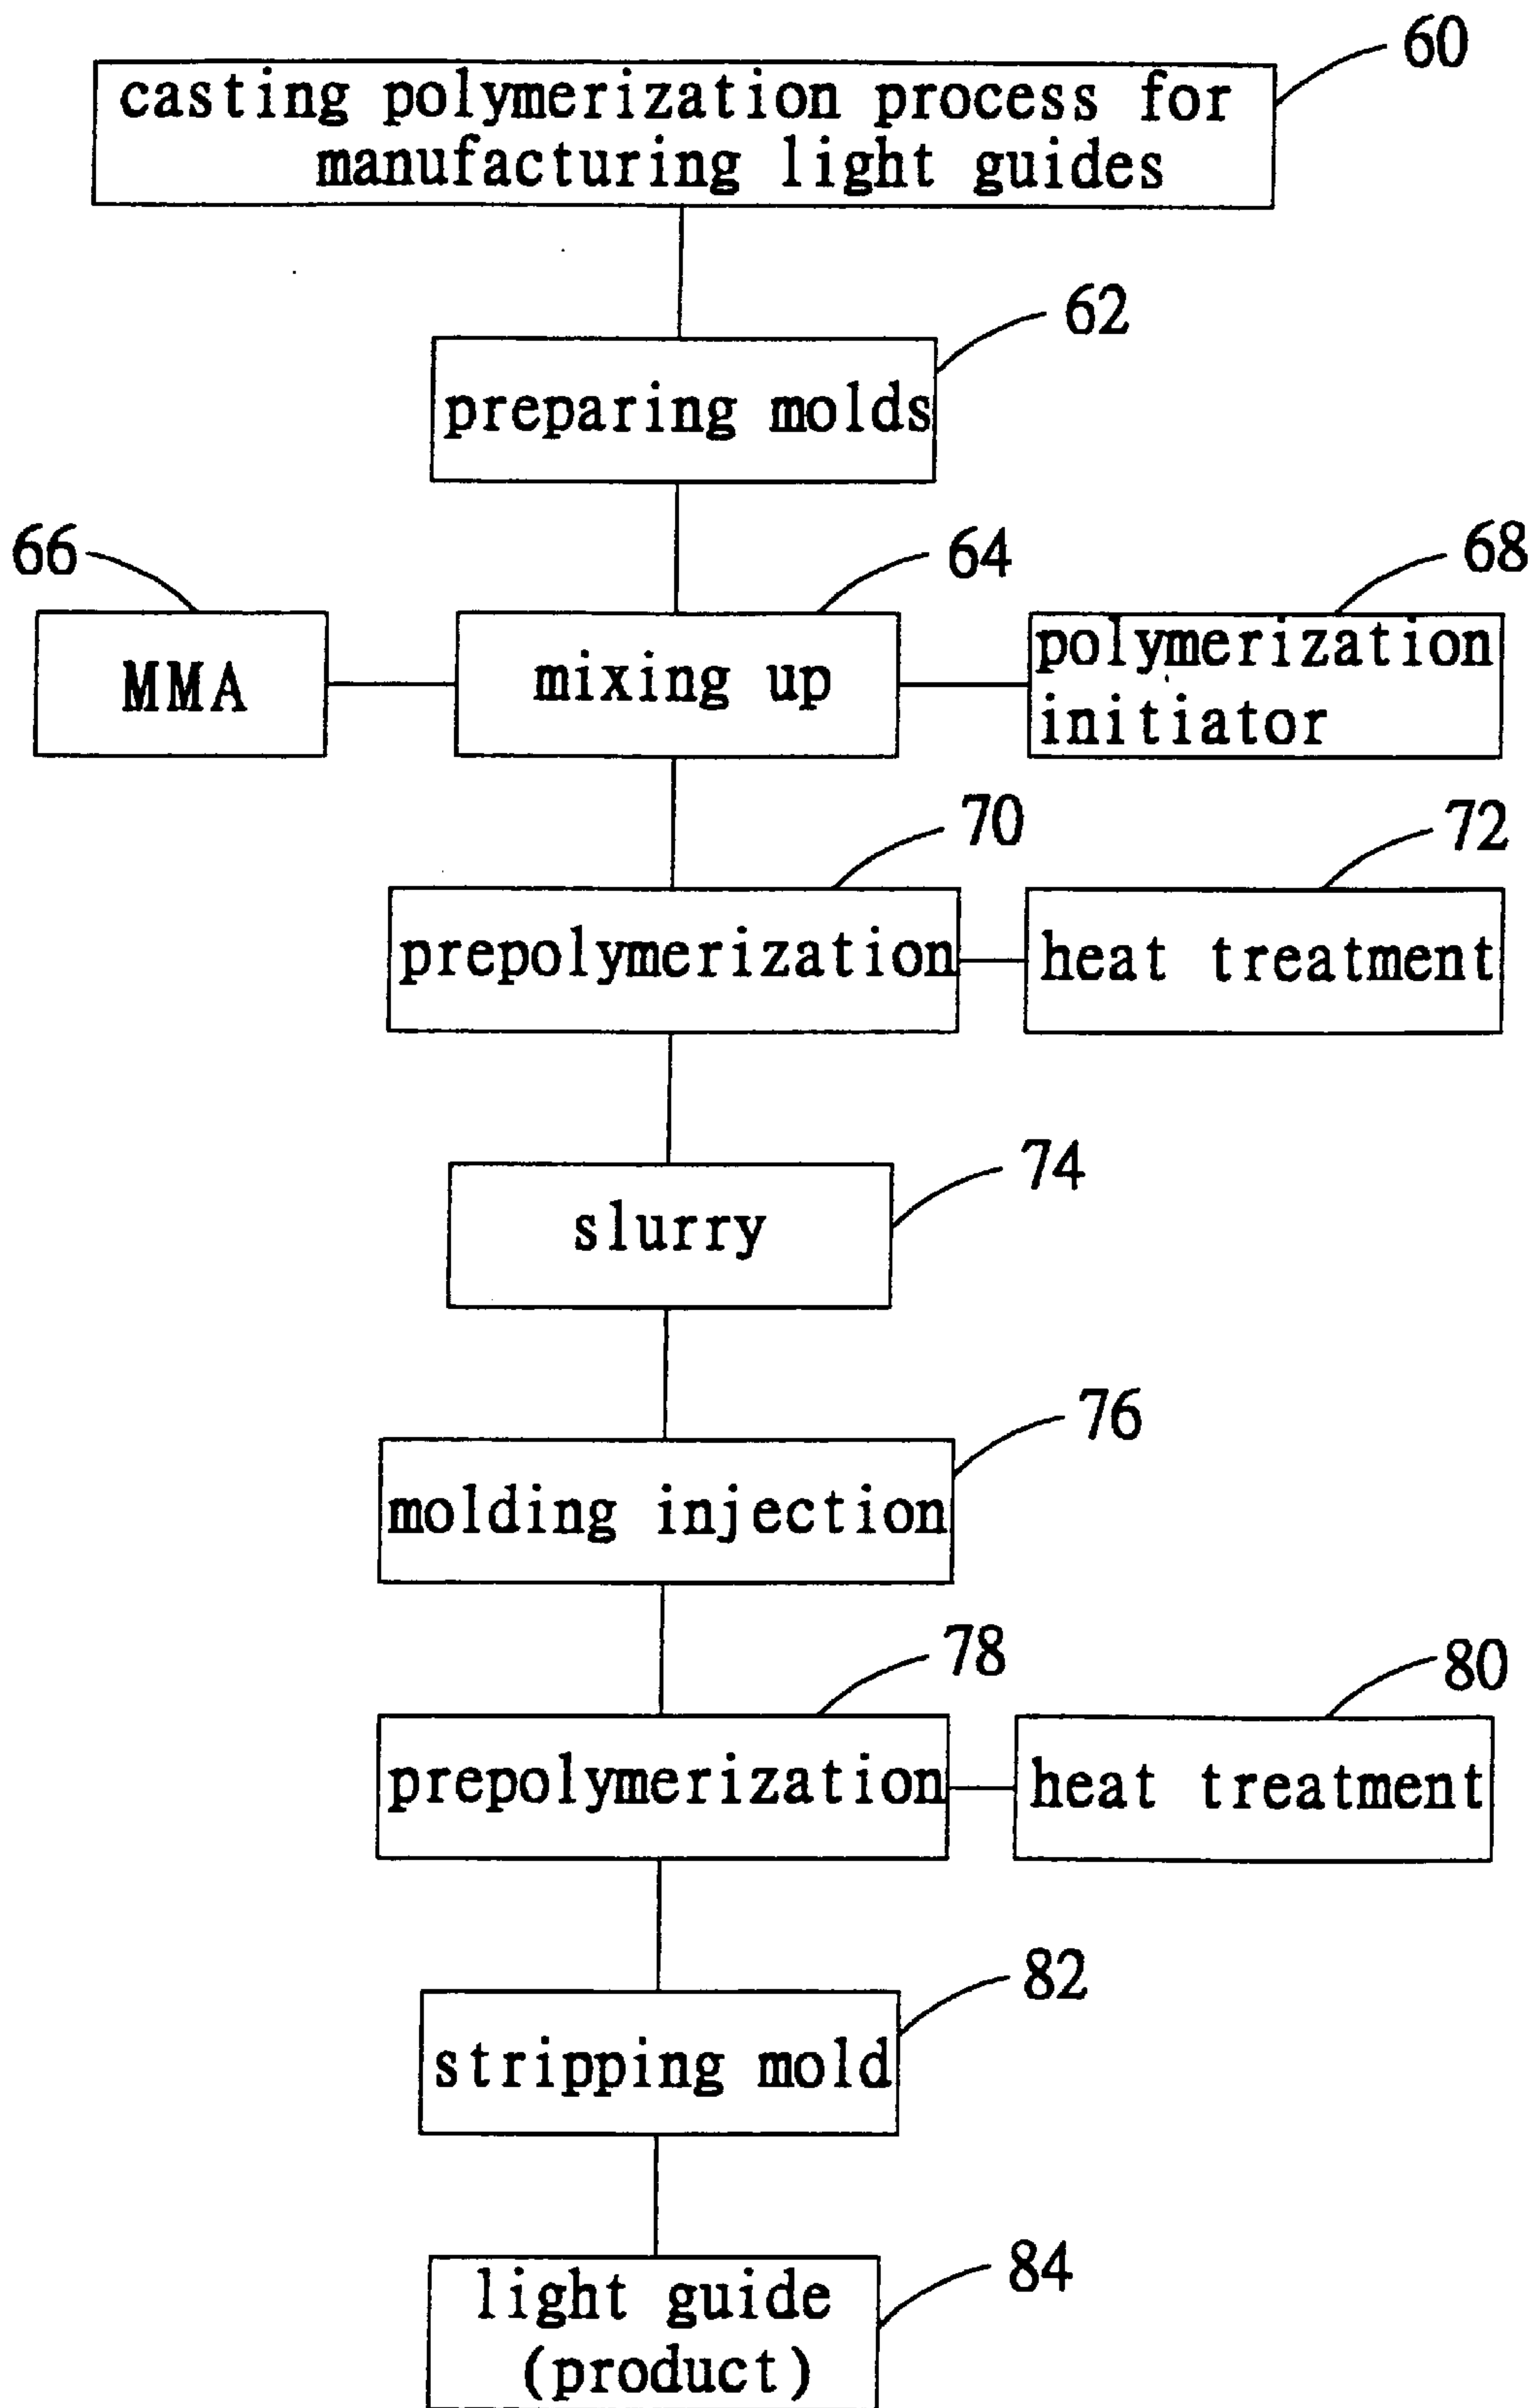 60
casting polymerization process for
manufacturing light guides
62
preparing molds
66
64
68
MMA
mixing up
polymerization
initiator
70
72
prepolymerization
heat treatment
74
slurry
76
molding injection
78
80
prepolymerization
heat treatment
82
stripping mold
84
light guide
(product)